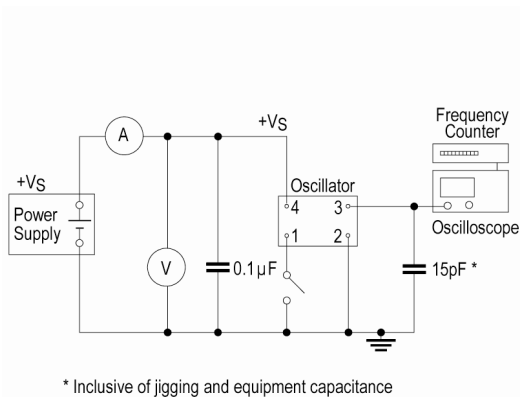 Frequency
Counter
A
+VS
+VS
Oscillator
4 3
Power
Supply
Oscilloscope
1 2
V
0.1µF
15pF *
* Inclusive of jigging and equipment capacitance